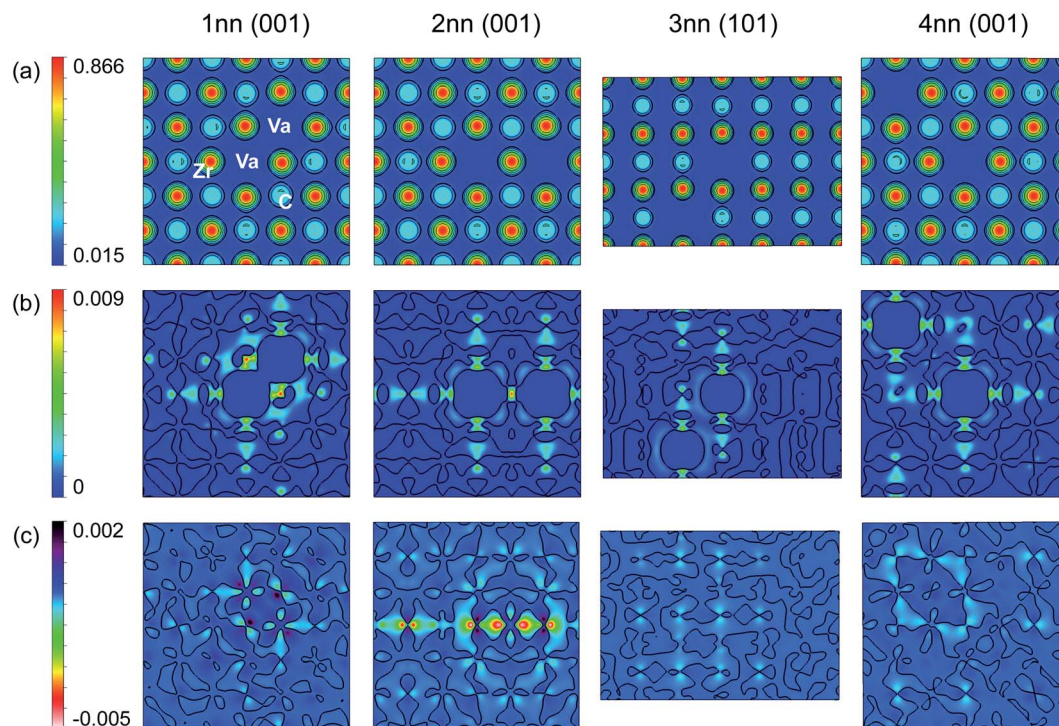 1nn (001) 2nn (001) 3nn (101) 4nn (001)
(a) 0.866
Va
Va
Zr
C
0.015
(b) 0.009
0
(c) 0.002
-0.005